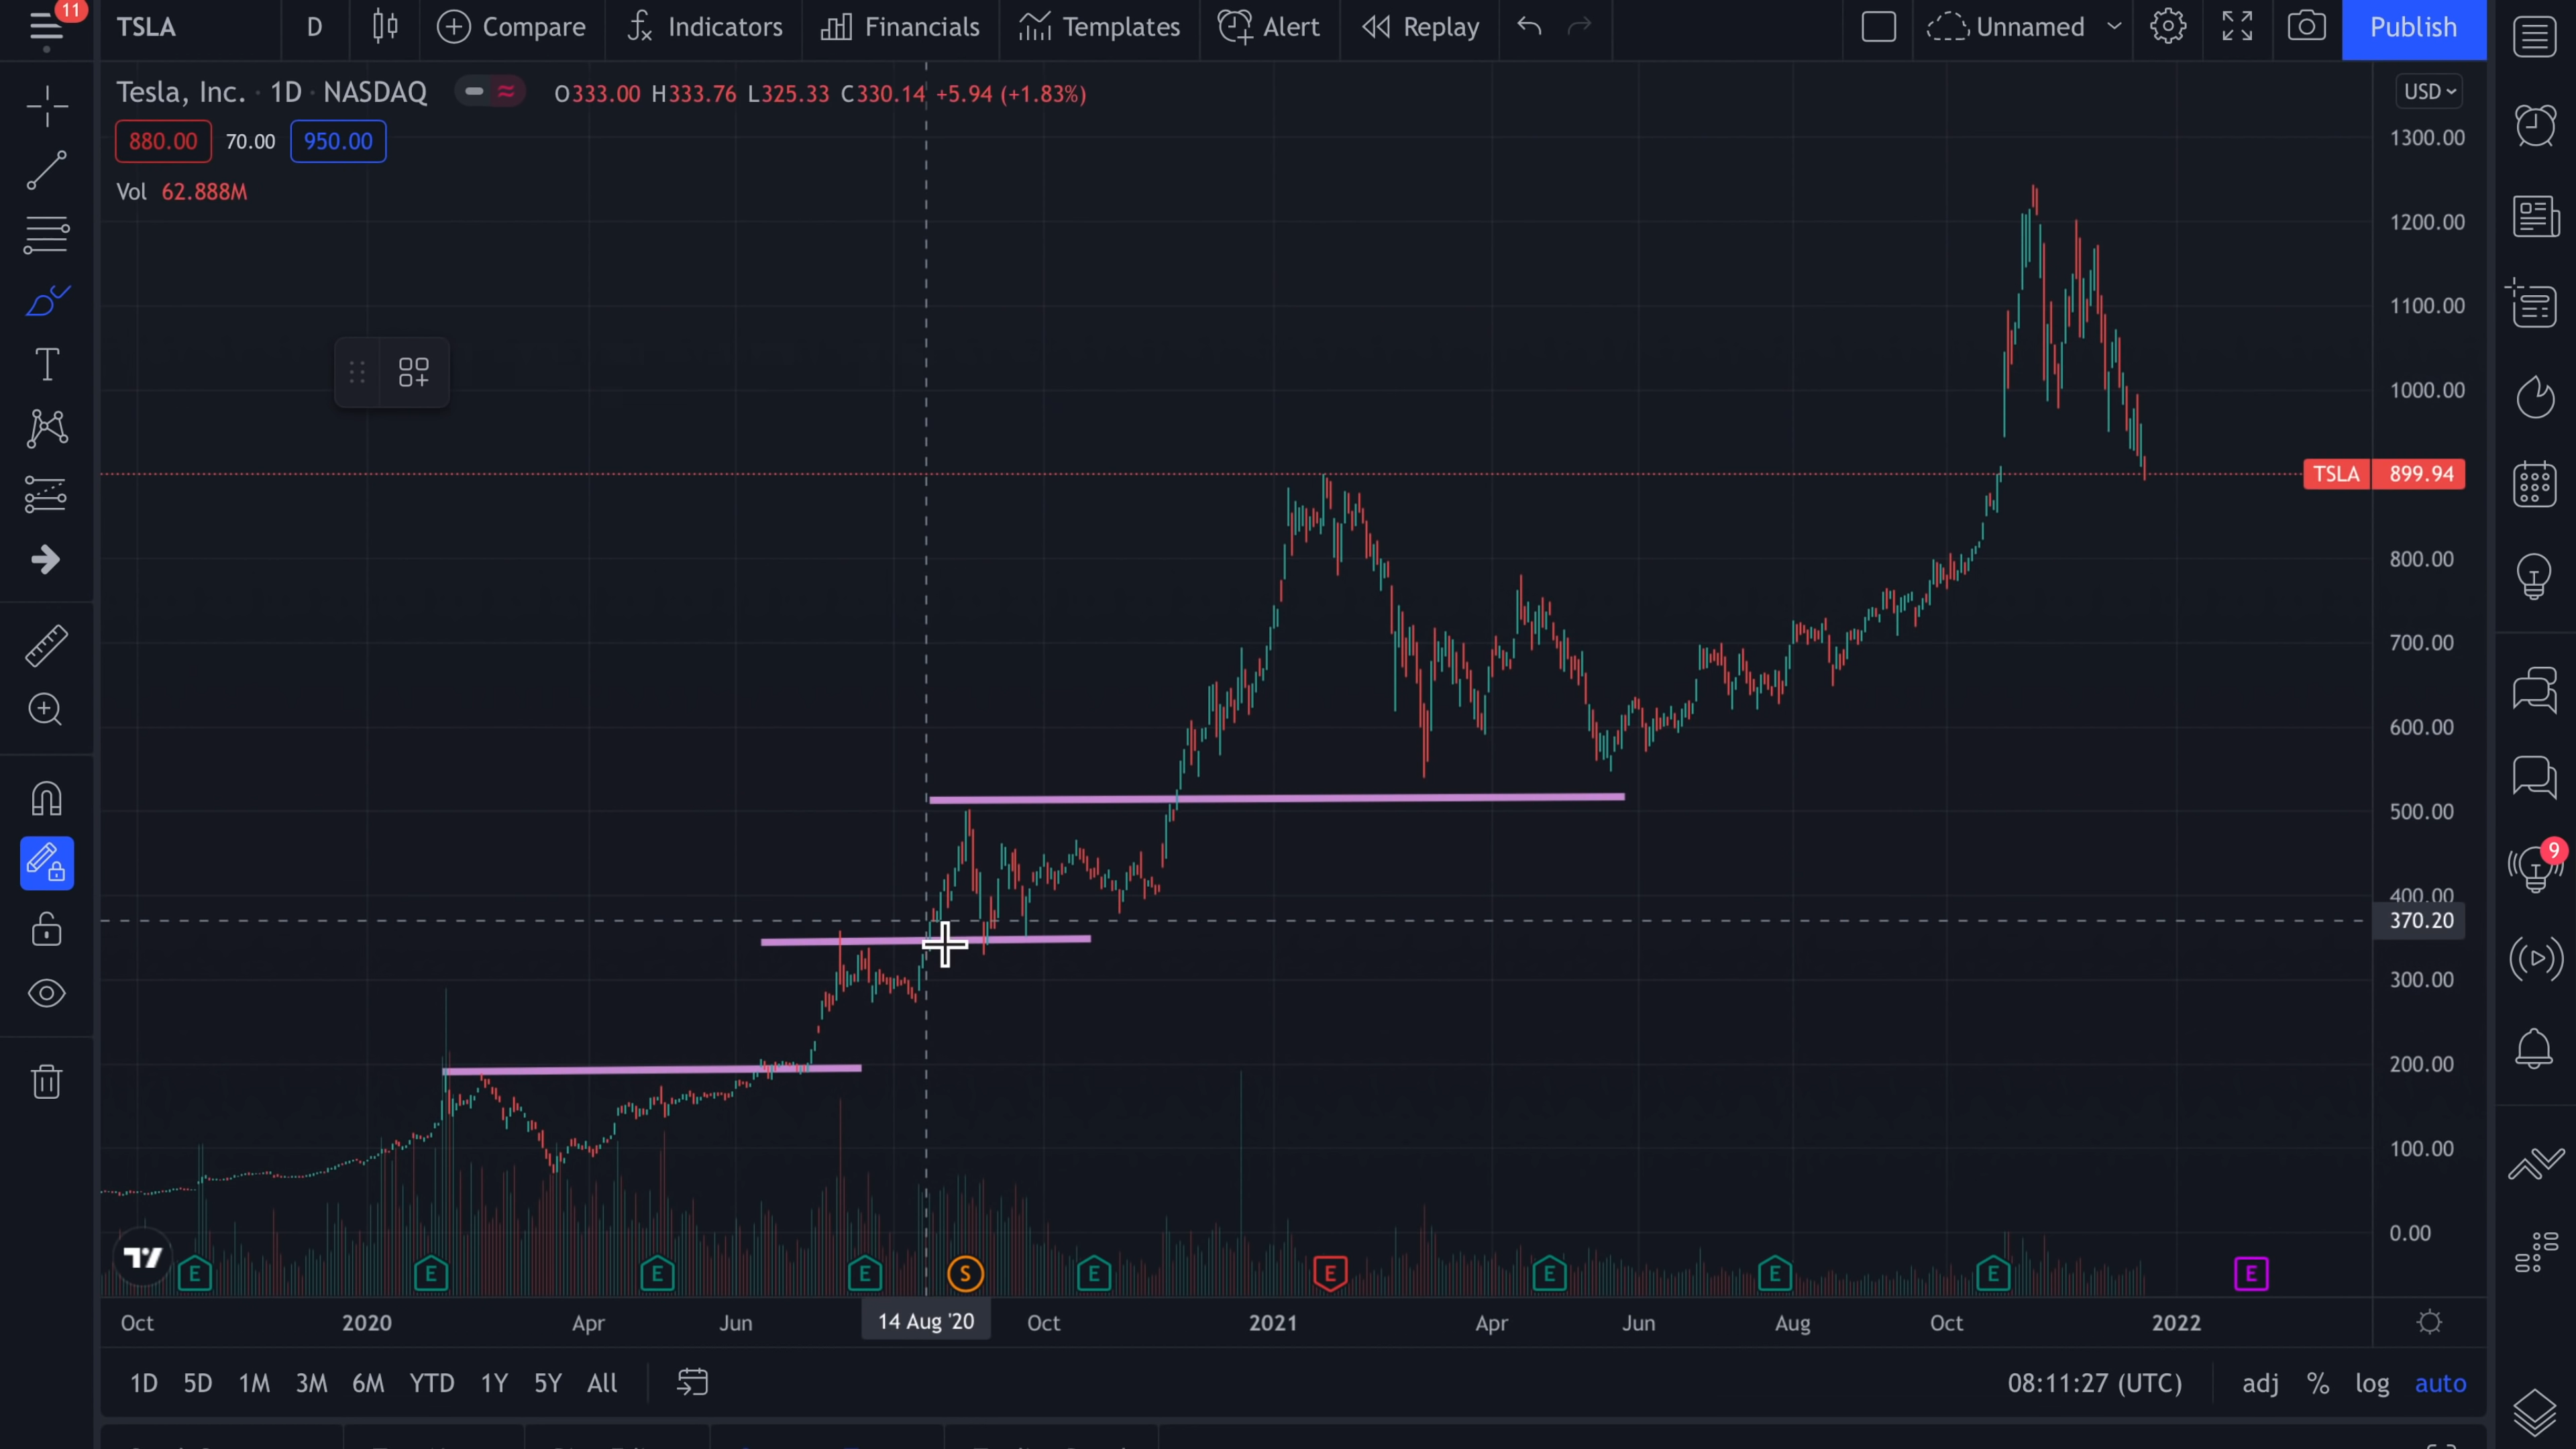 11
TSLA D Compare Indicators Financials Templates Alert Replay Unnamed Publish
Tesla, Inc. · 1D · NASDAQ O333.00 H333.76 L325.33 C330.14 +5.94 (+1.83%)
USD
880.00 70.00 950.00
Vol 62.888M
1300.00
1200.00
1100.00
1000.00
TSLA 899.94
800.00
700.00
600.00
500.00
400.00
370.20
300.00
200.00
100.00
0.00
9
E E E E S E E E E E E
Oct 2020 Apr Jun 14 Aug '20 Oct 2021 Apr Jun Aug Oct 2022
1D 5D 1M 3M 6M YTD 1Y 5Y All 08:11:27 (UTC) adj % log auto